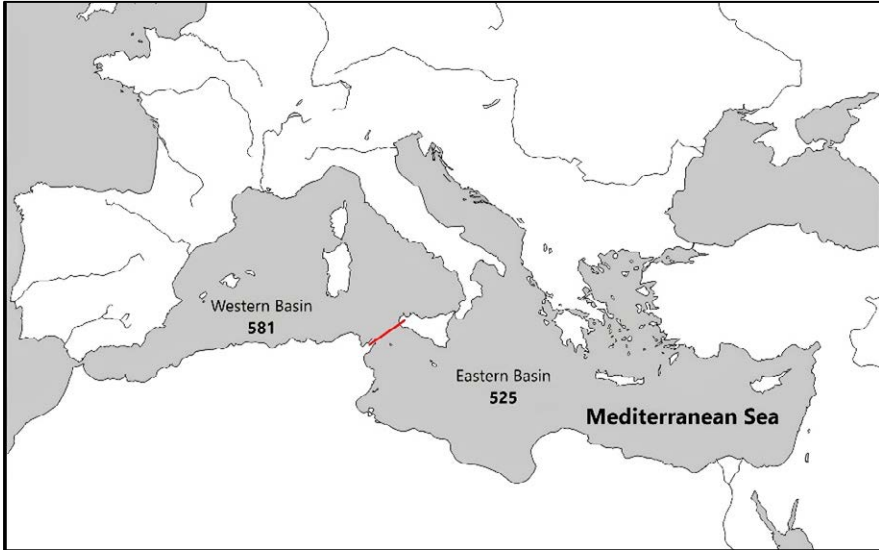 Western Basin
581
Eastern Basin
525
Mediterranean Sea